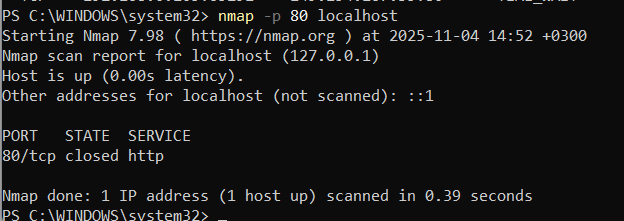 PS C:\WINDOWS\system32> nmap -p 80 localhost
Starting Nmap 7.98 ( https://nmap.org ) at 2025-11-04 14:52 +0300
Nmap scan report for localhost (127.0.0.1)
Host is up (0.00s latency).
Other addresses for localhost (not scanned): ::1
PORT   STATE  SERVICE
80/tcp closed http
Nmap done: 1 IP address (1 host up) scanned in 0.39 seconds
PS C:\WINDOWS\system32> _